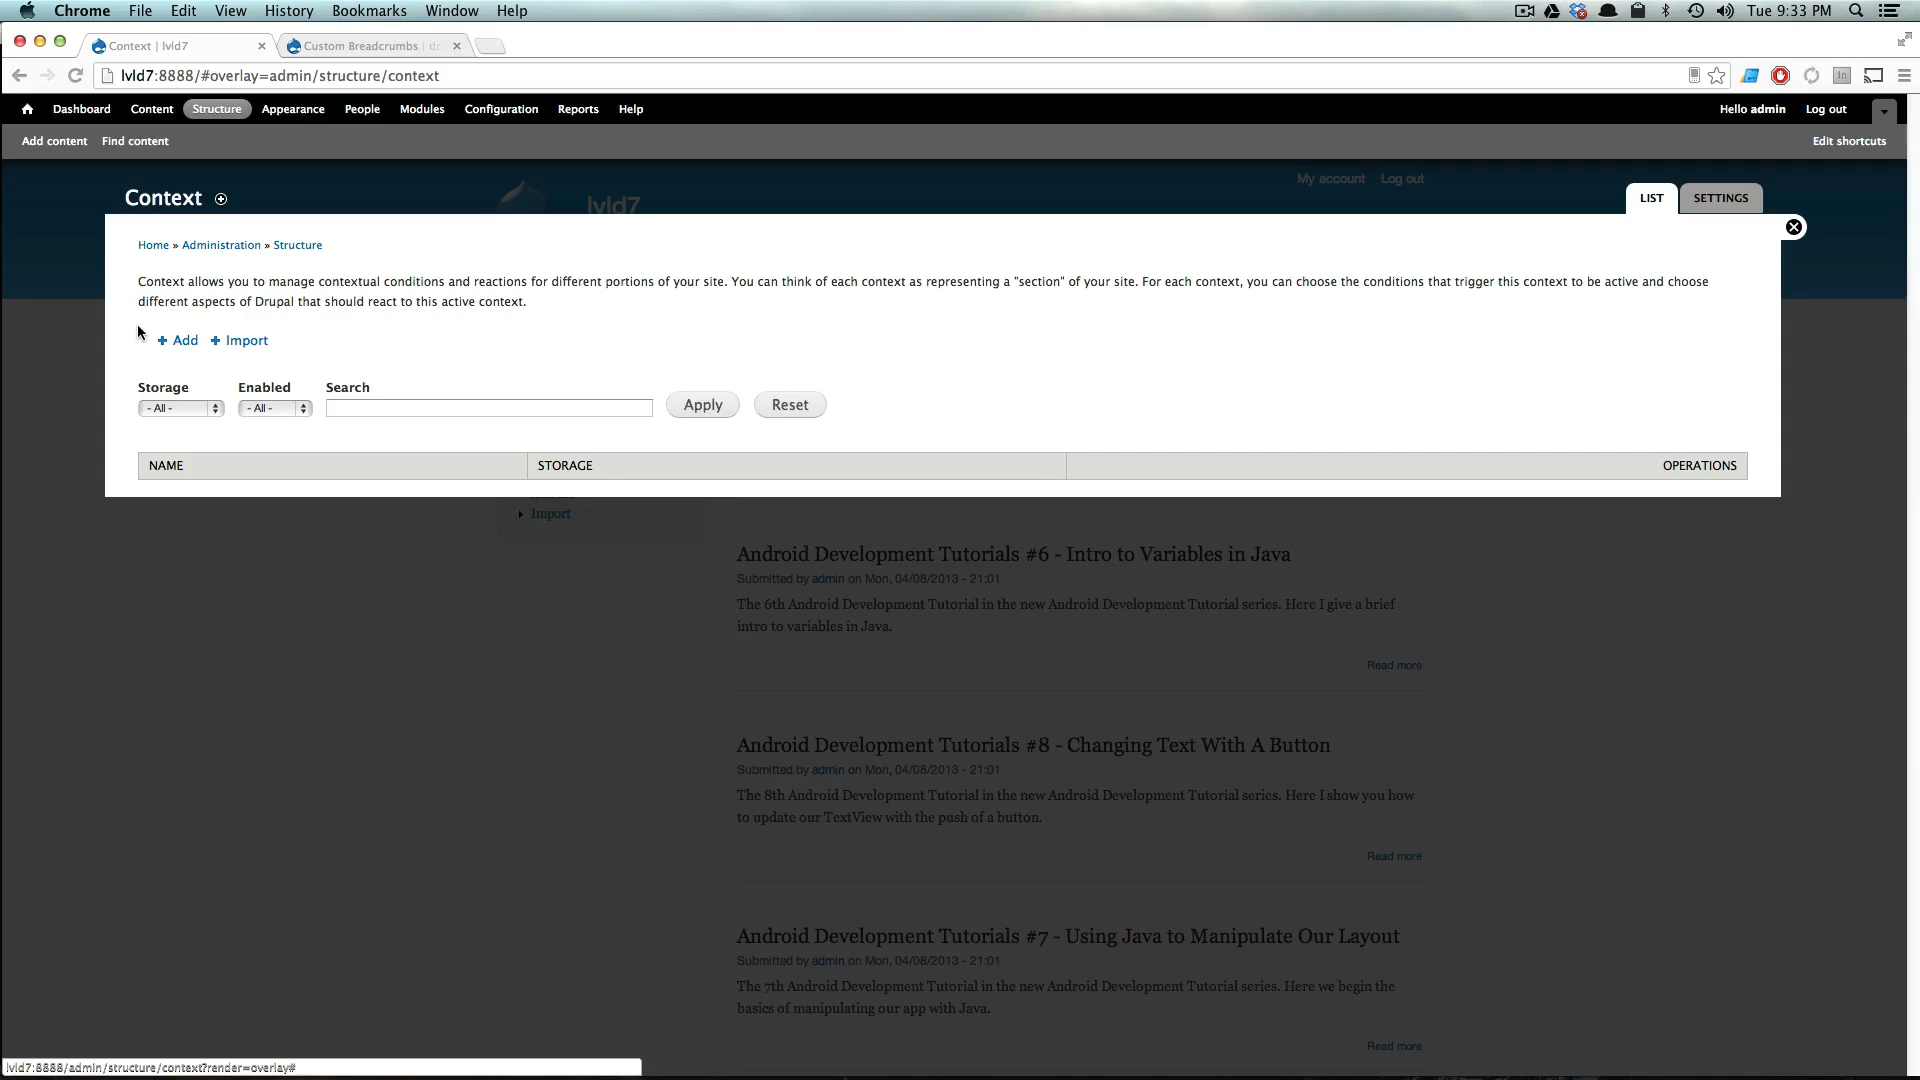 Chrome File Edit View History Bookmarks Window Help
Tue 9:33 PM
Context | lvld7
Custom Breadcrumbs | dr
lvld7:8888/#overlay=admin/structure/context
Dashboard Content Structure Appearance People Modules Configuration Reports Help
Hello admin Log out
Add content Find content
Edit shortcuts
My account Log out
lvld7
Context
LIST SETTINGS
Home » Administration » Structure
Context allows you to manage contextual conditions and reactions for different portions of your site. You can think of each context as representing a "section" of your site. For each context, you can choose the conditions that trigger this context to be active and choose
different aspects of Drupal that should react to this active context.
+ Add + Import
Storage Enabled Search
- All - - All - Apply Reset
NAME STORAGE OPERATIONS
Import
Android Development Tutorials #6 - Intro to Variables in Java
Submitted by admin on Mon, 04/08/2013 - 21:01
The 6th Android Development Tutorial in the new Android Development Tutorial series. Here I give a brief
intro to variables in Java.
Read more
Android Development Tutorials #8 - Changing Text With A Button
Submitted by admin on Mon, 04/08/2013 - 21:01
The 8th Android Development Tutorial in the new Android Development Tutorial series. Here I show you how
to update our TextView with the push of a button.
Read more
Android Development Tutorials #7 - Using Java to Manipulate Our Layout
Submitted by admin on Mon, 04/08/2013 - 21:01
The 7th Android Development Tutorial in the new Android Development Tutorial series. Here we begin the
basics of manipulating our app with Java.
Read more
lvld7:8888/admin/structure/context?render=overlay#